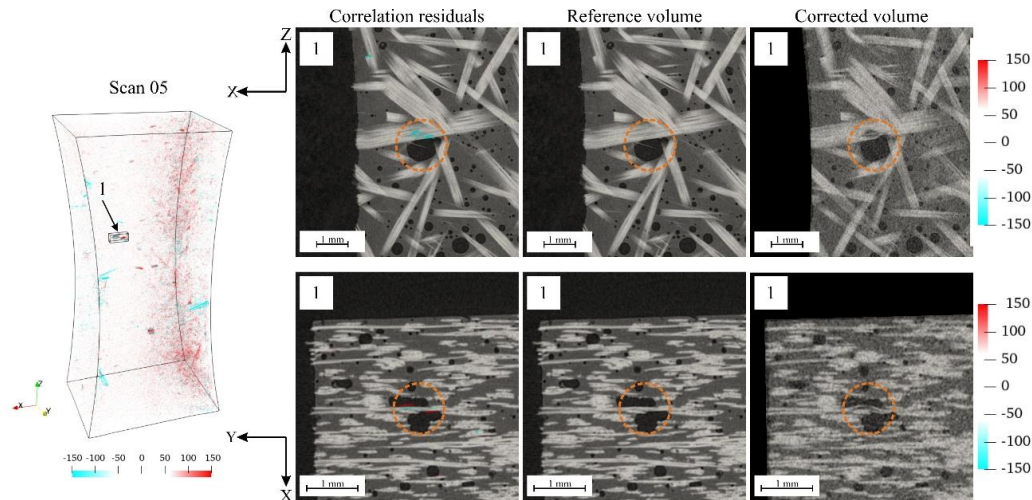 Correlation residuals
Reference volume
Corrected volume
Z
X
Scan 05
1
-150 -100 -50 0 50 100 150
1
1 mm
1
1 mm
1
1 mm
150
100
50
0
-50
-100
-150
Y
X
1
1 mm
1
1 mm
1
1 mm
150
100
50
0
-50
-100
-150